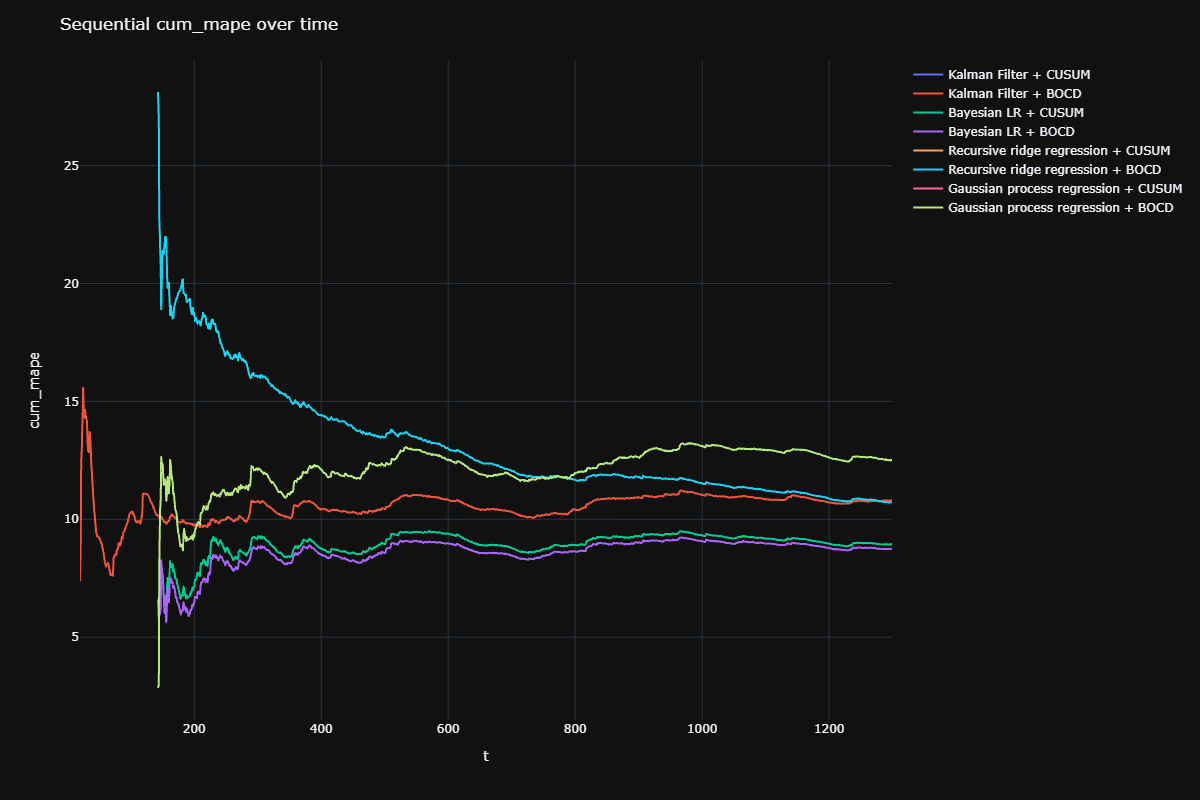 Sequential cum_mape over time
Kalman Filter + CUSUM
Kalman Filter + BOCD
Bayesian LR + CUSUM
Bayesian LR + BOCD
Recursive ridge regression + CUSUM
Recursive ridge regression + BOCD
Gaussian process regression + CUSUM
Gaussian process regression + BOCD
25
20
15
10
5
cum_mape
200 400 600 800 1000 1200
t